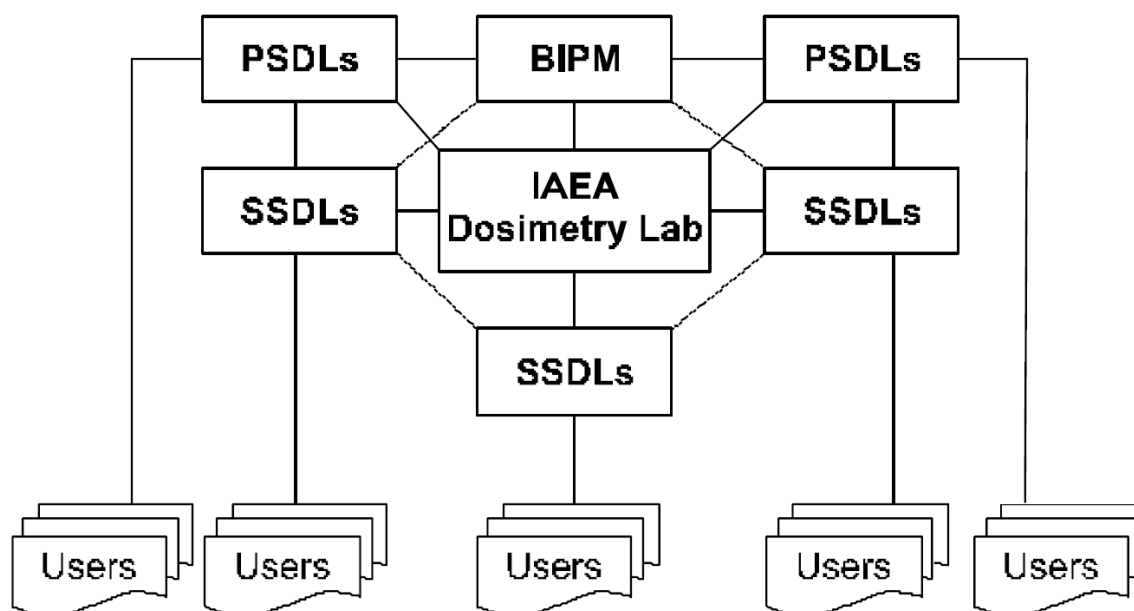 PSDLs
BIPM
PSDLs
SSDLs
IAEA
Dosimetry Lab
SSDLs
SSDLs
Users
Users
Users
Users
Users